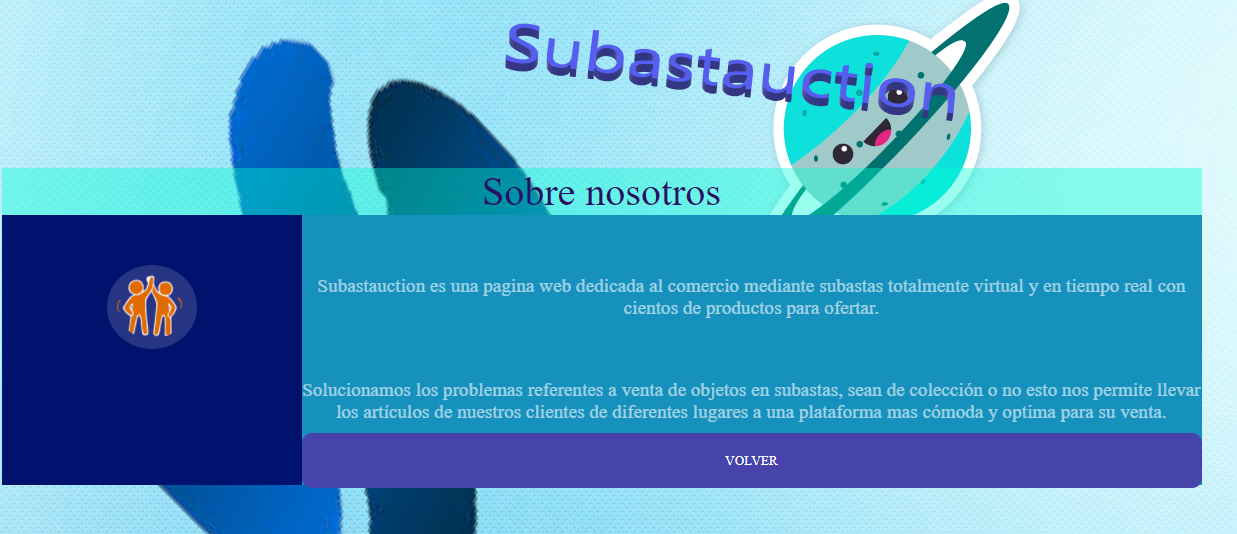 Subastauction
Sobre nosotros
Subastauction es una pagina web dedicada al comercio mediante subastas totalmente virtual y en tiempo real con
cientos de productos para ofertar.
Solucionamos los problemas referentes a venta de objetos en subastas, sean de colección o no esto nos permite llevar
los artículos de nuestros clientes de diferentes lugares a una plataforma mas cómoda y optima para su venta.
VOLVER